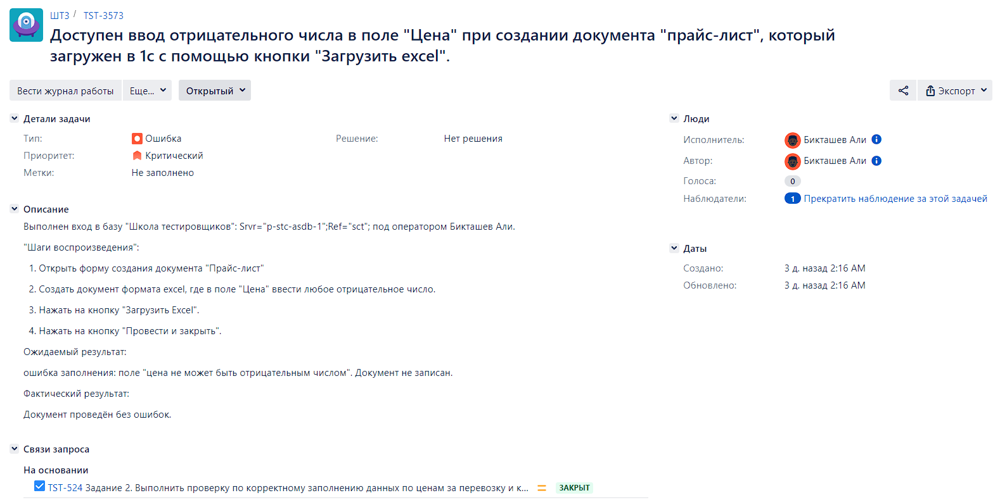 ШТЗ / TST-3573
Доступен ввод отрицательного числа в поле "Цена" при создании документа "прайс-лист", который
загружен в 1с с помощью кнопки "Загрузить excel".
Вести журнал работы Еще... Открытый Экспорт
Детали задачи
Тип: Ошибка Решение: Нет решения
Приоритет: Критический
Метки: Не заполнено
Описание
Выполнен вход в базу "Школа тестировщиков": Srvr="p-stc-asdb-1";Ref="sct"; под оператором Бикташев Али.
"Шаги воспроизведения":
1. Открыть форму создания документа "Прайс-лист"
2. Создать документ формата excel, где в поле "Цена" ввести любое отрицательное число.
3. Нажать на кнопку "Загрузить Excel".
4. Нажать на кнопку "Провести и закрыть".
Ожидаемый результат:
ошибка заполнения: поле "цена не может быть отрицательным числом". Документ не записан.
Фактический результат:
Документ проведён без ошибок.
Связи запроса
На основании
TST-524 Задание 2. Выполнить проверку по корректному заполнению данных по ценам за перевозку и к... ЗАКРЫТ
Люди
Исполнитель: Бикташев Али
Автор: Бикташев Али
Голоса: 0
Наблюдатели: 1 Прекратить наблюдение за этой задачей
Даты
Создано: 3 д. назад 2:16 AM
Обновлено: 3 д. назад 2:16 AM